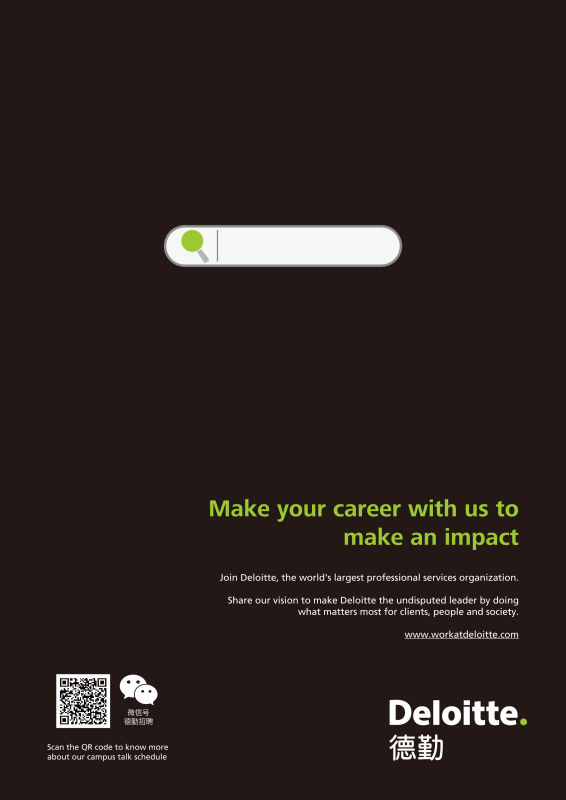 Make your career with us to
make an impact
Join Deloitte, the world's largest professional services organization.
Share our vision to make Deloitte the undisputed leader by doing
what matters most for clients, people and society.
www.workatdeloitte.com
微信号
德勤招聘
Scan the QR code to know more
about our campus talk schedule
Deloitte.
德勤